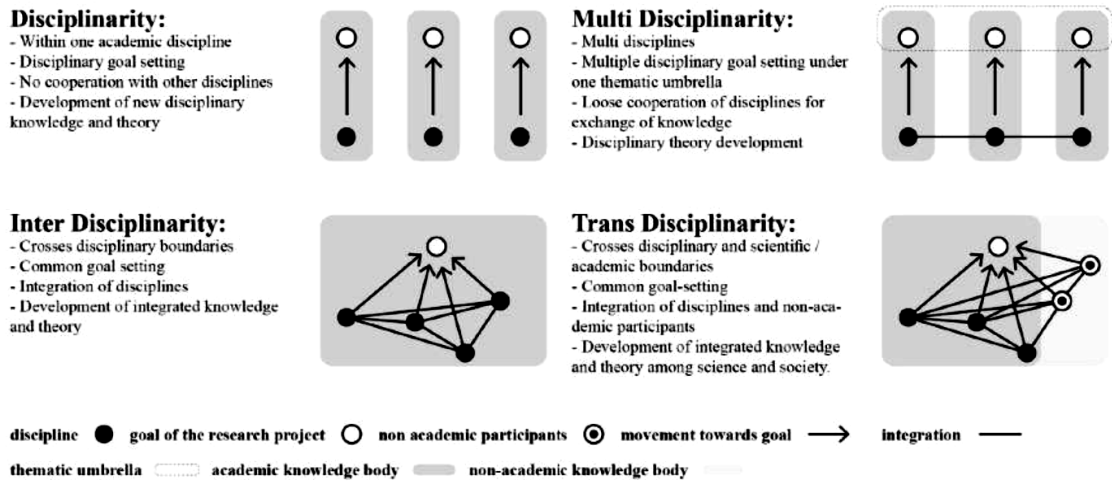 Disciplinarity:
- Within one academic discipline
- Disciplinary goal setting
- No cooperation with other disciplines
- Development of new disciplinary
knowledge and theory
Multi Disciplinarity:
- Multi disciplines
- Multiple disciplinary goal setting under
one thematic umbrella
- Loose cooperation of disciplines for
exchange of knowledge
- Disciplinary theory development
Inter Disciplinarity:
- Crosses disciplinary boundaries
- Common goal setting
- Integration of disciplines
- Development of integrated knowledge
and theory
Trans Disciplinarity:
- Crosses disciplinary and scientific /
academic boundaries
- Common goal-setting
- Integration of disciplines and non-aca-
demic participants
- Development of integrated knowledge
and theory among science and society.
discipline goal of the research project non academic participants movement towards goal integration
thematic umbrella academic knowledge body non-academic knowledge body